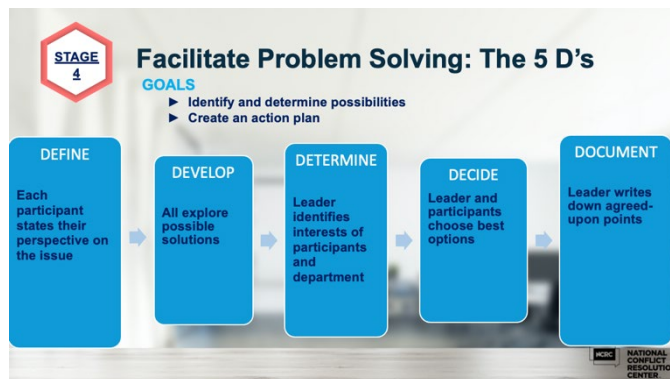 STAGE
4
Facilitate Problem Solving: The 5 D's
GOALS
► Identify and determine possibilities
► Create an action plan
DEFINE
Each
participant
states their
perspective on
the issue
DEVELOP
All explore
possible
solutions
DETERMINE
Leader
identifies
interests of
participants
and
department
DECIDE
Leader and
participants
choose best
options
DOCUMENT
Leader writes
down agreed-
upon points
NCRC
NATIONAL
CONFLICT
RESOLUTI
CENTER